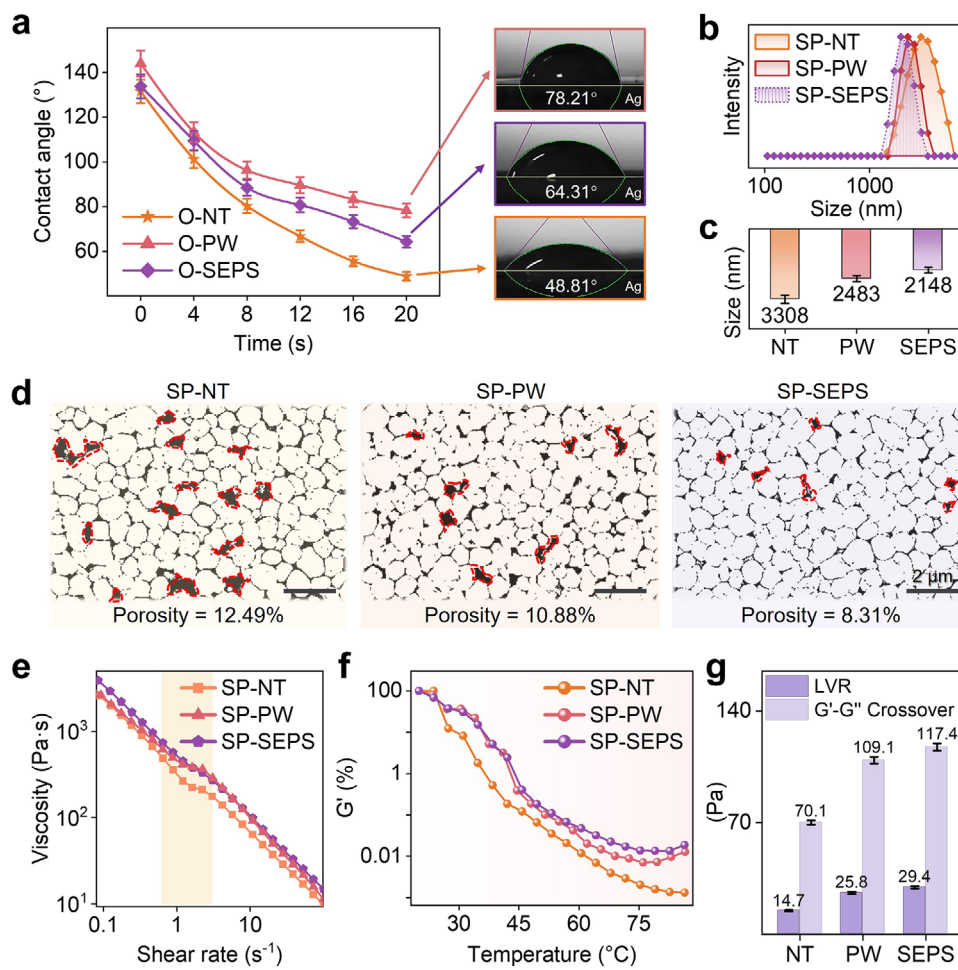 a
Contact angle (°)
140
120
100
80
60
O-NT
O-PW
O-SEPS
0 4 8 12 16 20
Time (s)
78.21° Ag
64.31° Ag
48.81° Ag
b
Intensity
SP-NT
SP-PW
SP-SEPS
100 1000
Size (nm)
c
Size (nm)
3308
2483
2148
NT PW SEPS
d
SP-NT SP-PW SP-SEPS
2 μm
Porosity = 12.49% Porosity = 10.88% Porosity = 8.31%
e
Viscosity (Pa·s)
10³
10²
10¹
SP-NT
SP-PW
SP-SEPS
0.1 1 10
Shear rate (s⁻¹)
f
G' (%)
100
1
0.01
SP-NT
SP-PW
SP-SEPS
30 45 60 75
Temperature (°C)
g
(Pa)
140
70
LVR
G'-G'' Crossover
14.7 70.1
25.8 109.1
29.4 117.4
NT PW SEPS